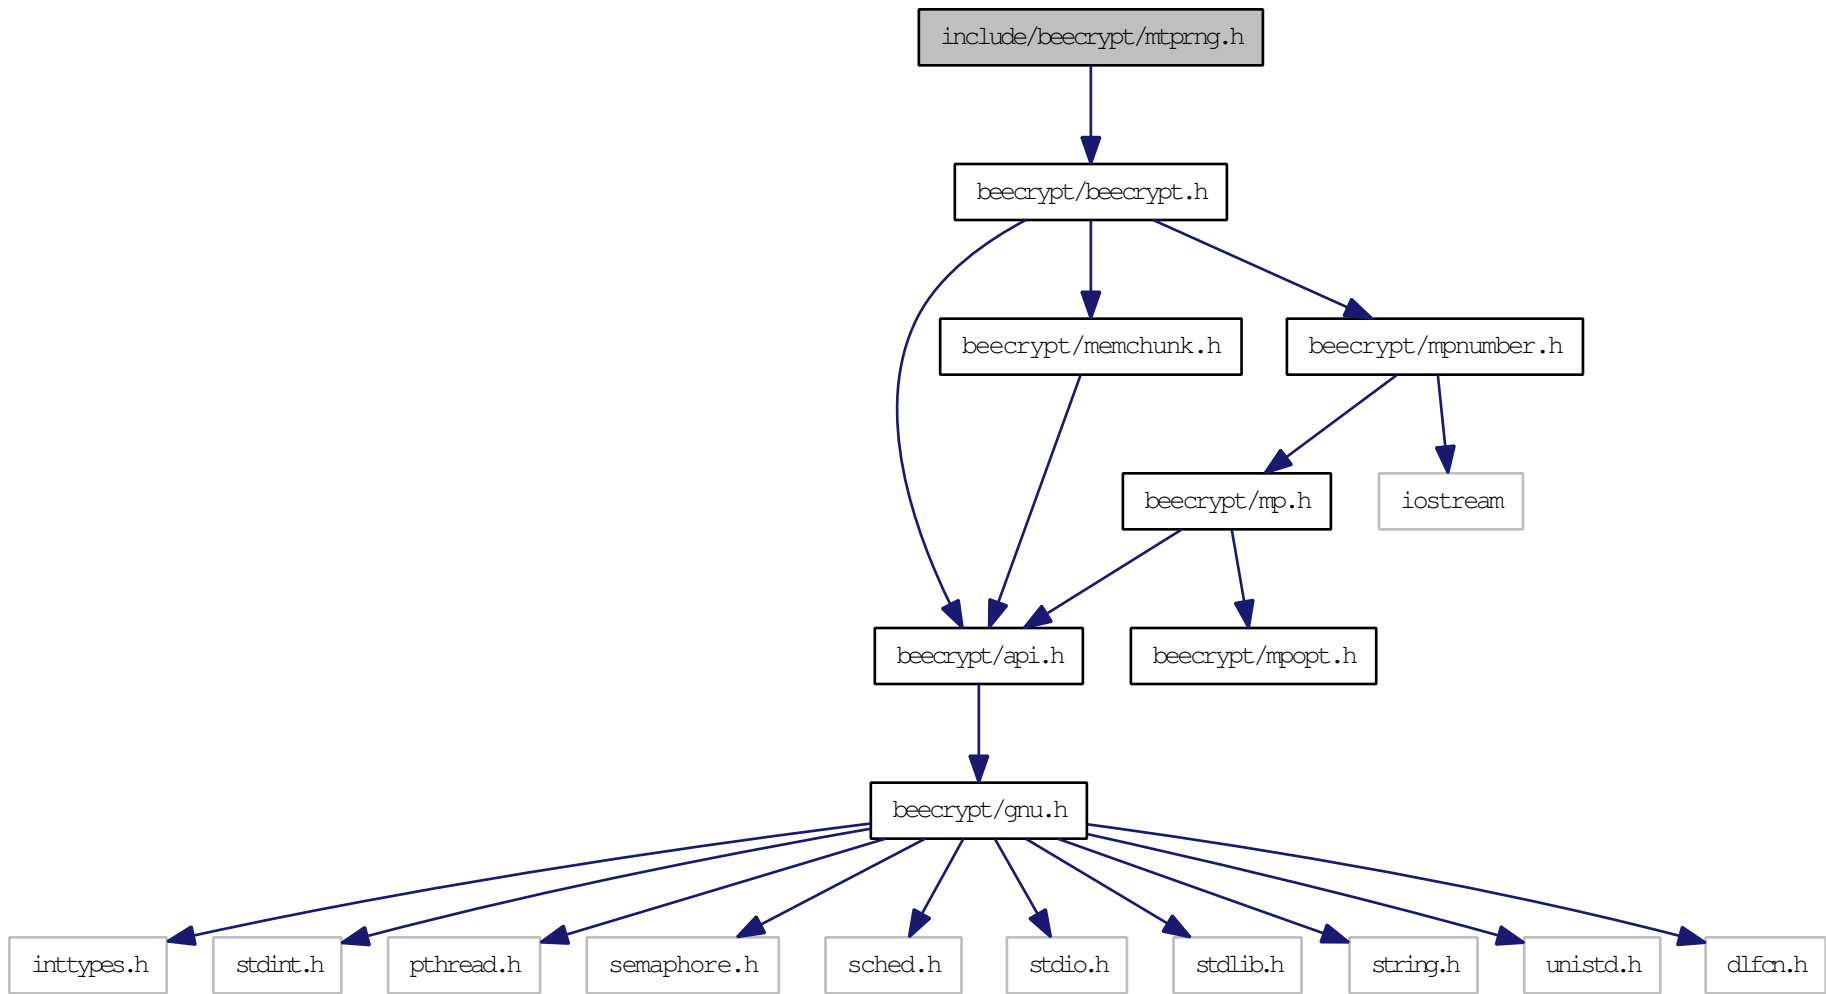 include/beecrypt/mtprng.h
beecrypt/beecrypt.h
beecrypt/memchunk.h
beecrypt/mpnumber.h
beecrypt/mp.h
iostream
beecrypt/api.h
beecrypt/mpopt.h
beecrypt/gnu.h
inttypes.h
stdint.h
pthread.h
semaphore.h
sched.h
stdio.h
stdlib.h
string.h
unistd.h
dlfcn.h